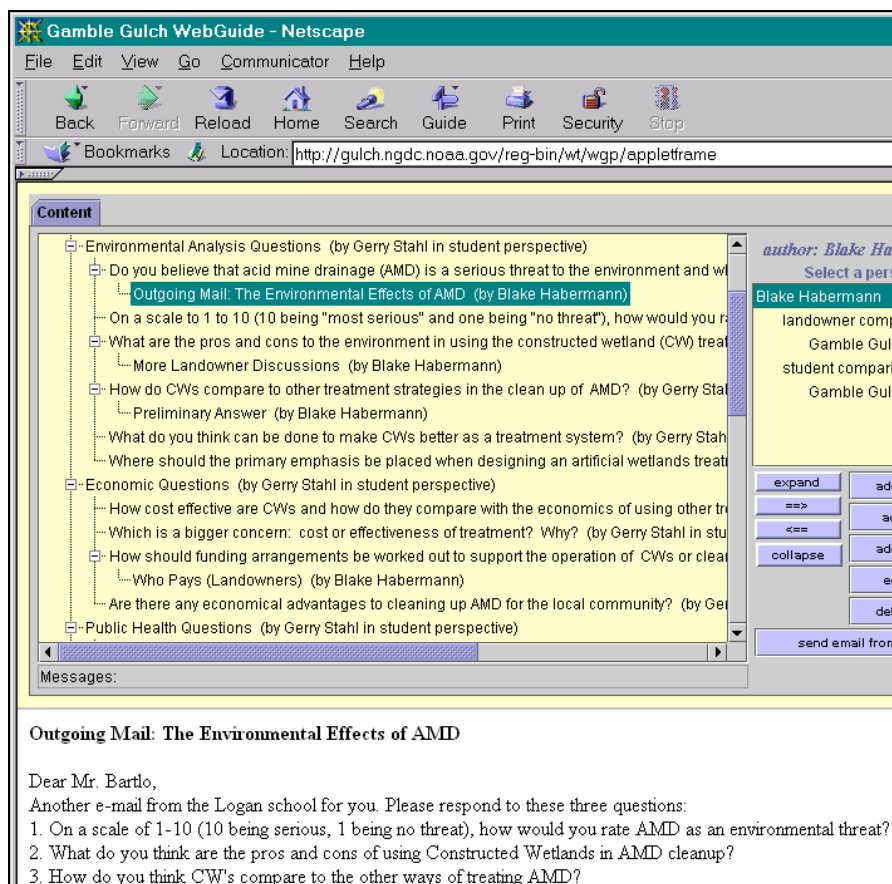 Gamble Gulch WebGuide - Netscape
File Edit View Go Communicator Help
Back Forward Reload Home Search Guide Print Security Stop
Bookmarks Location: http://gulch.ngdc.noaa.gov/reg-bin/wt/wgp/appletframe
Content
Environmental Analysis Questions (by Gerry Stahl in student perspective)
Do you believe that acid mine drainage (AMD) is a serious threat to the environment and wl
Outgoing Mail: The Environmental Effects of AMD (by Blake Habermann)
On a scale to 1 to 10 (10 being "most serious" and one being "no threat"), how would you r
What are the pros and cons to the environment in using the constructed wetland (CW) treat
More Landowner Discussions (by Blake Habermann)
How do CWs compare to other treatment strategies in the clean up of AMD? (by Gerry Stal
Preliminary Answer (by Blake Habermann)
What do you think can be done to make CWs better as a treatment system? (by Gerry Stah
Where should the primary emphasis be placed when designing an artificial wetlands treatr
Economic Questions (by Gerry Stahl in student perspective)
How cost effective are CWs and how do they compare with the economics of using other tr
Which is a bigger concern: cost or effectiveness of treatment? Why? (by Gerry Stahl in stu
How should funding arrangements be worked out to support the operation of CWs or clear
Who Pays (Landowners) (by Blake Habermann)
Are there any economical advantages to cleaning up AMD for the local community? (by Ger
Public Health Questions (by Gerry Stahl in student perspective)
Messages:
author: Blake Ha
Select a pers
Blake Habermann
landowner comp
Gamble Gul
student compari
Gamble Gul
expand
==>
<==
collapse
ad
a
add
e
del
send email from
Outgoing Mail: The Environmental Effects of AMD
Dear Mr. Bartlo,
Another e-mail from the Logan school for you. Please respond to these three questions:
1. On a scale of 1-10 (10 being serious, 1 being no threat), how would you rate AMD as an environmental threat?
2. What do you think are the pros and cons of using Constructed Wetlands in AMD cleanup?
3. How do you think CW's compare to the other ways of treating AMD?